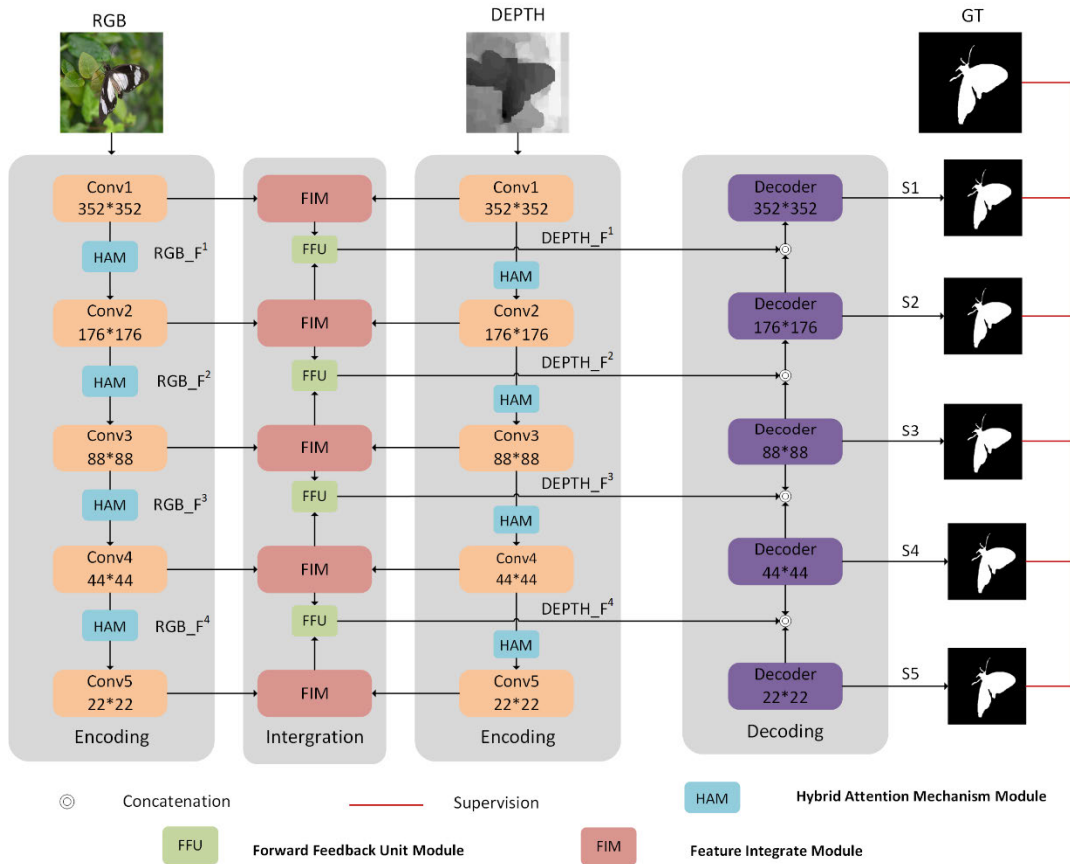 RGB
DEPTH
GT
Conv1
352*352
FIM
Conv1
352*352
Decoder
352*352
S1
HAM
RGB_F¹
FFU
DEPTH_F¹
HAM
Conv2
176*176
FIM
Conv2
176*176
Decoder
176*176
S2
HAM
RGB_F²
FFU
DEPTH_F²
HAM
Conv3
88*88
FIM
Conv3
88*88
Decoder
88*88
S3
HAM
RGB_F³
FFU
DEPTH_F³
HAM
Conv4
44*44
FIM
Conv4
44*44
Decoder
44*44
S4
HAM
RGB_F⁴
FFU
DEPTH_F⁴
HAM
Conv5
22*22
FIM
Conv5
22*22
Decoder
22*22
S5
Encoding
Intergration
Encoding
Decoding
Concatenation
Supervision
HAM
Hybrid Attention Mechanism Module
FFU
Forward Feedback Unit Module
FIM
Feature Integrate Module